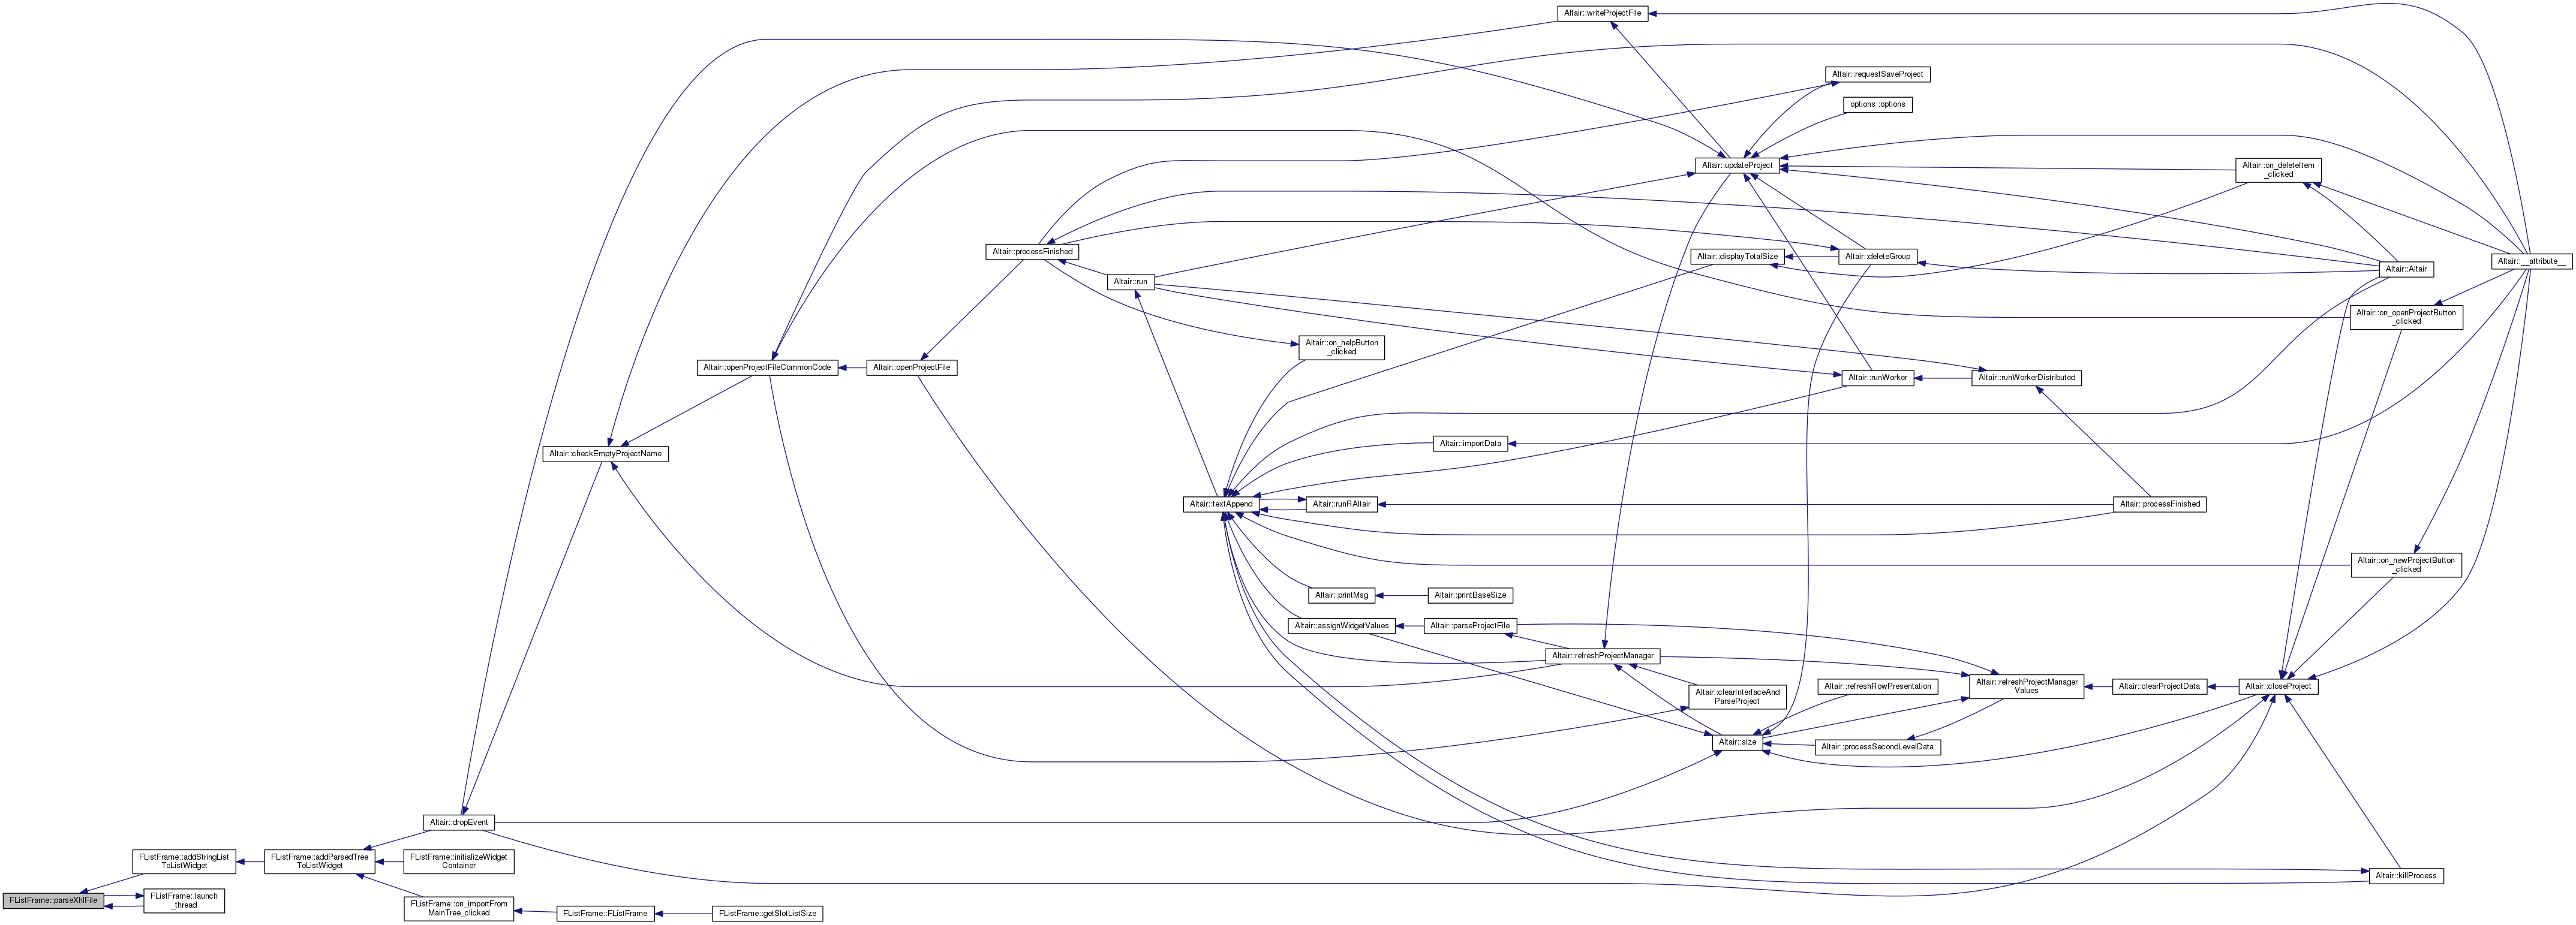 Altair::writeProjectFile
Altair::requestSaveProject
options::options
Altair::updateProject
Altair::on_deleteItem
_clicked
Altair::processFinished
Altair::displayTotalSize
Altair::deleteGroup
Altair::__attribute__
Altair::Altair
Altair::run
Altair::on_openProjectButton
_clicked
Altair::on_helpButton
_clicked
Altair::openProjectFileCommonCode
Altair::openProjectFile
Altair::runWorker
Altair::runWorkerDistributed
Altair::importData
Altair::checkEmptyProjectName
Altair::textAppend
Altair::runRAltair
Altair::processFinished
Altair::on_newProjectButton
_clicked
Altair::printMsg
Altair::printBaseSize
Altair::assignWidgetValues
Altair::parseProjectFile
Altair::refreshProjectManager
Altair::clearInterfaceAnd
ParseProject
Altair::refreshRowPresentation
Altair::refreshProjectManager
Values
Altair::clearProjectData
Altair::closeProject
Altair::size
Altair::processSecondLevelData
Altair::dropEvent
FListFrame::addStringList
ToListWidget
FListFrame::addParsedTree
ToListWidget
FListFrame::initializeWidget
Container
Altair::killProcess
FListFrame::parseXhlFile
FListFrame::launch
_thread
FListFrame::on_importFrom
MainTree_clicked
FListFrame::FListFrame
FListFrame::getSlotListSize